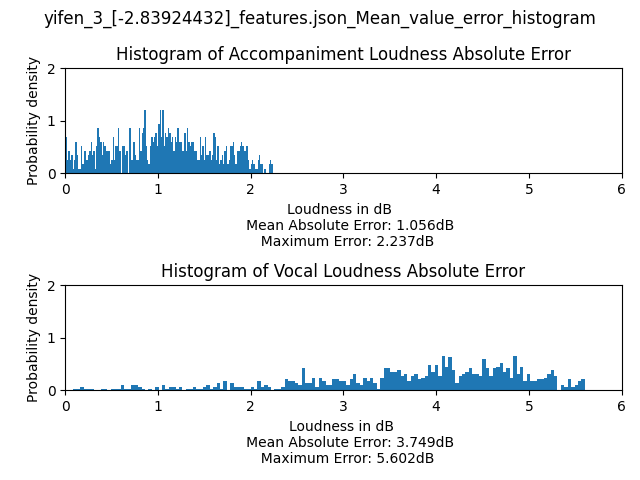 yifen_3_[-2.83924432]_features.json_Mean_value_error_histogram
Histogram of Accompaniment Loudness Absolute Error
Probability density
2
1
0
0 1 2 3 4 5 6
Loudness in dB
Mean Absolute Error: 1.056dB
Maximum Error: 2.237dB
Histogram of Vocal Loudness Absolute Error
Probability density
2
1
0
0 1 2 3 4 5 6
Loudness in dB
Mean Absolute Error: 3.749dB
Maximum Error: 5.602dB